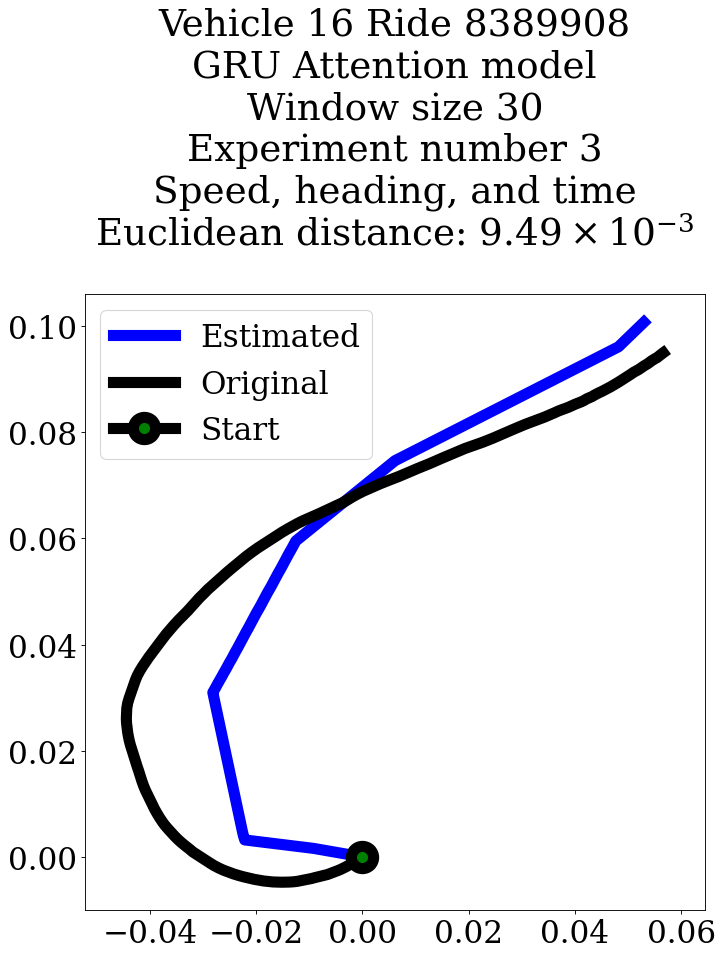 Vehicle 16 Ride 8389908
GRU Attention model
Window size 30
Experiment number 3
Speed, heading, and time
Euclidean distance: 9.49 × 10⁻³
Estimated
Original
Start
0.10
0.08
0.06
0.04
0.02
0.00
−0.04 −0.02 0.00 0.02 0.04 0.06